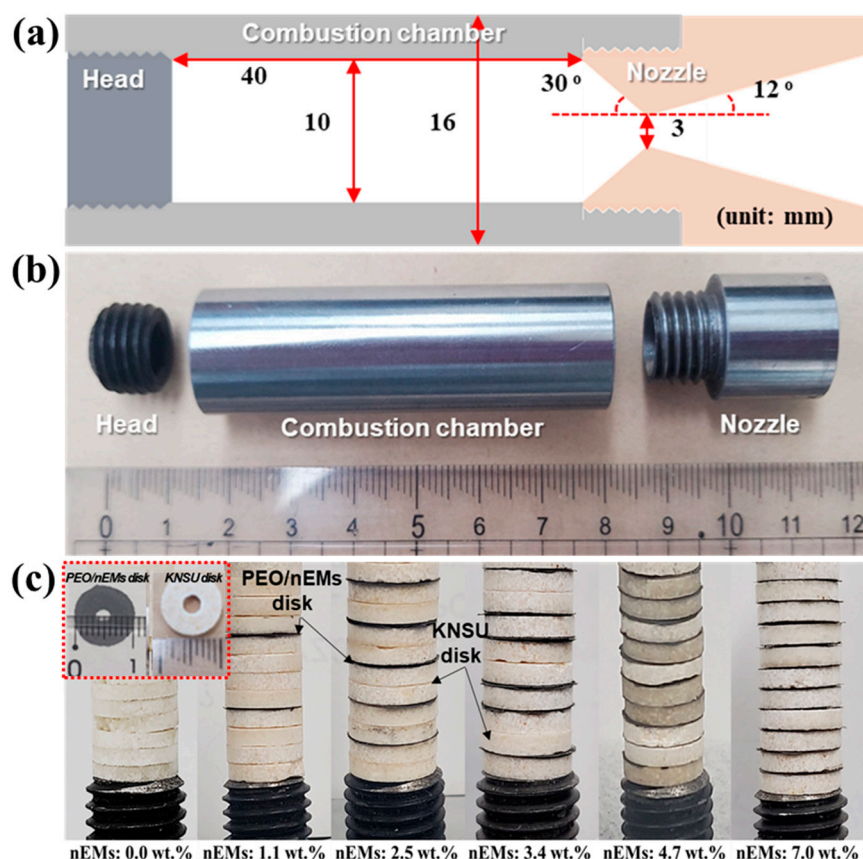 (a)
Combustion chamber
Head
Nozzle
40
30 °
12 °
10
16
3
(unit: mm)
(b)
Head
Combustion chamber
Nozzle
0 1 2 3 4 5 6 7 8 9 10 11 12
(c)
PEO/nEMs disk
KNSU disk
0 1
PEO/nEMs
disk
KNSU
disk
nEMs: 0.0 wt.% nEMs: 1.1 wt.% nEMs: 2.5 wt.% nEMs: 3.4 wt.% nEMs: 4.7 wt.% nEMs: 7.0 wt.%